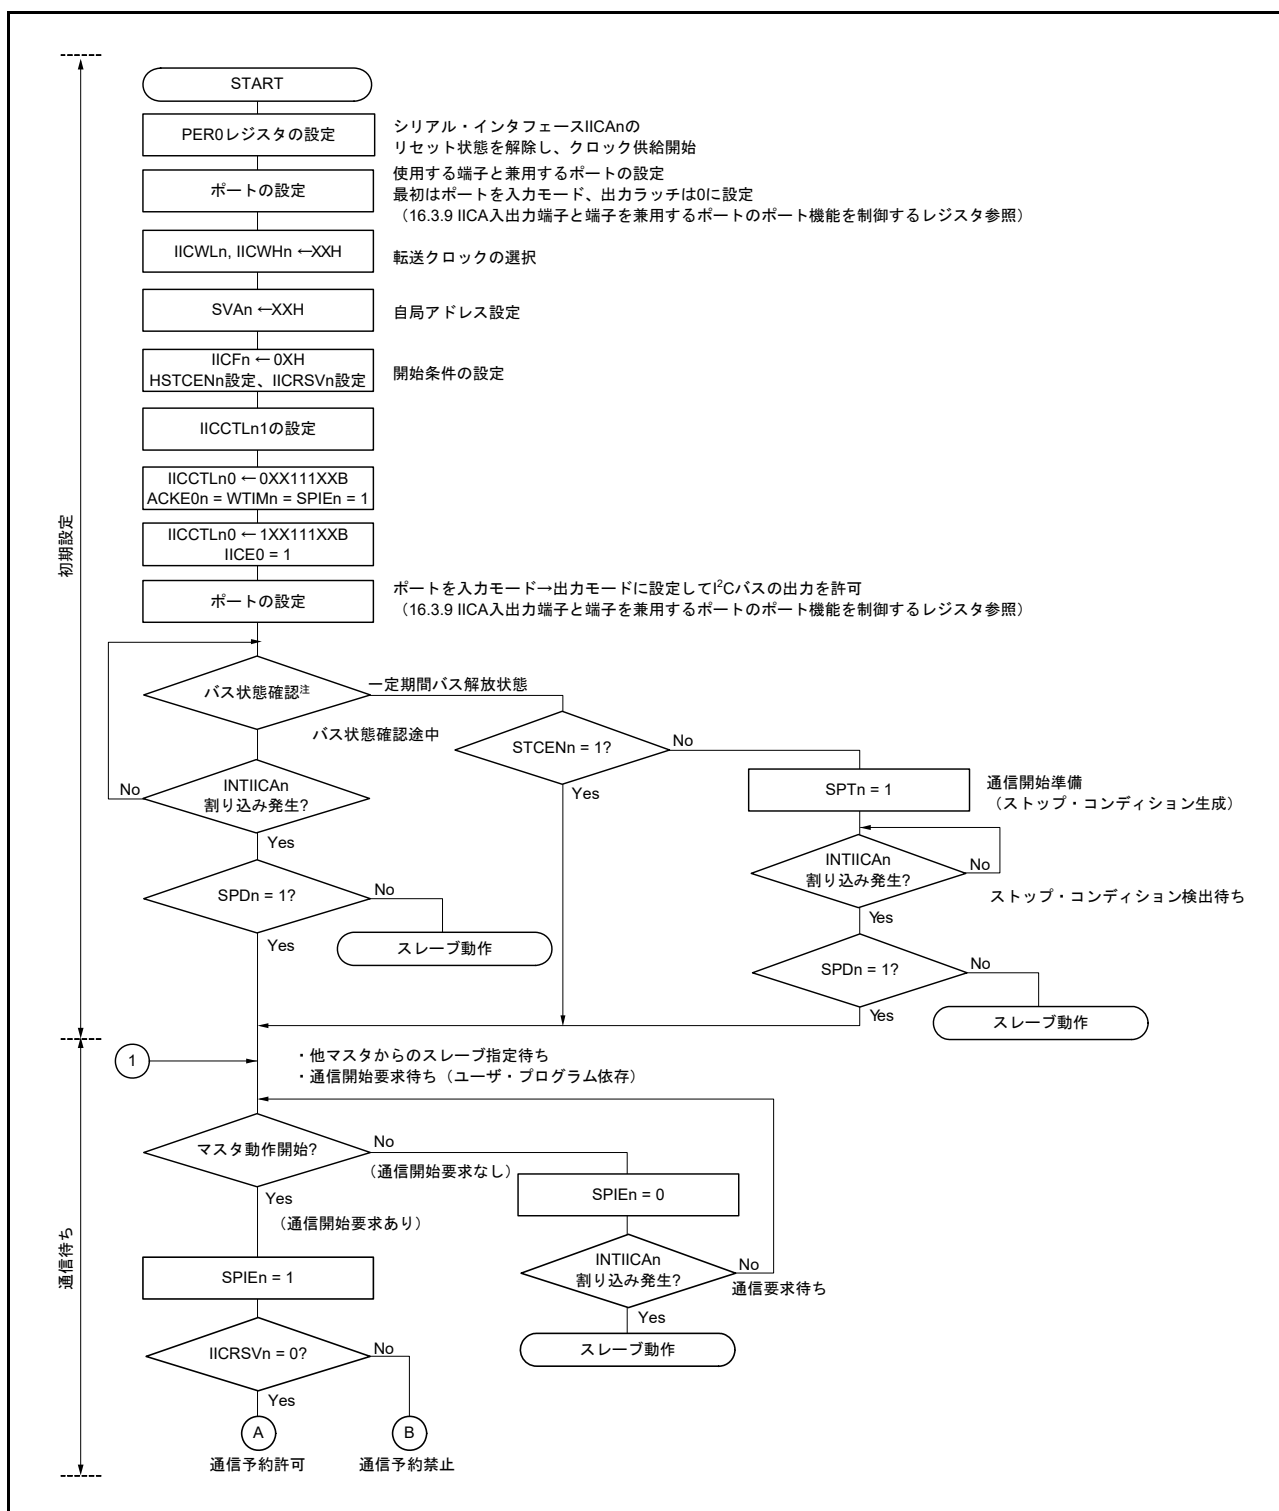 START
PER0レジスタの設定
シリアル・インタフェースIICAnの
リセット状態を解除し、クロック供給開始
ポートの設定
使用する端子と兼用するポートの設定
最初はポートを入力モード、出力ラッチは0に設定
（16.3.9 IICA入出力端子と端子を兼用するポートのポート機能を制御するレジスタ参照）
IICWLn, IICWHn ←XXH
転送クロックの選択
SVAn ←XXH
自局アドレス設定
IICFn ← 0XH
HSTCENn設定、IICRSVn設定
開始条件の設定
IICCTLn1の設定
IICCTLn0 ← 0XX111XXB
ACKE0n = WTIMn = SPIEn = 1
IICCTLn0 ← 1XX111XXB
IICE0 = 1
初期設定
ポートの設定
ポートを入力モード→出力モードに設定してI²Cバスの出力を許可
（16.3.9 IICA入出力端子と端子を兼用するポートのポート機能を制御するレジスタ参照）
バス状態確認注
一定期間バス解放状態
バス状態確認途中
STCENn = 1?
No
Yes
SPTn = 1
通信開始準備
（ストップ・コンディション生成）
No
INTIICAn
割り込み発生?
Yes
INTIICAn
割り込み発生?
No
ストップ・コンディション検出待ち
Yes
SPDn = 1?
No
Yes
スレーブ動作
SPDn = 1?
No
Yes
スレーブ動作
1
・他マスタからのスレーブ指定待ち
・通信開始要求待ち（ユーザ・プログラム依存）
マスタ動作開始?
No
（通信開始要求なし）
Yes
（通信開始要求あり）
SPIEn = 0
通信待ち
SPIEn = 1
INTIICAn
割り込み発生?
No
通信要求待ち
Yes
スレーブ動作
IICRSVn = 0?
No
Yes
A
B
通信予約許可
通信予約禁止